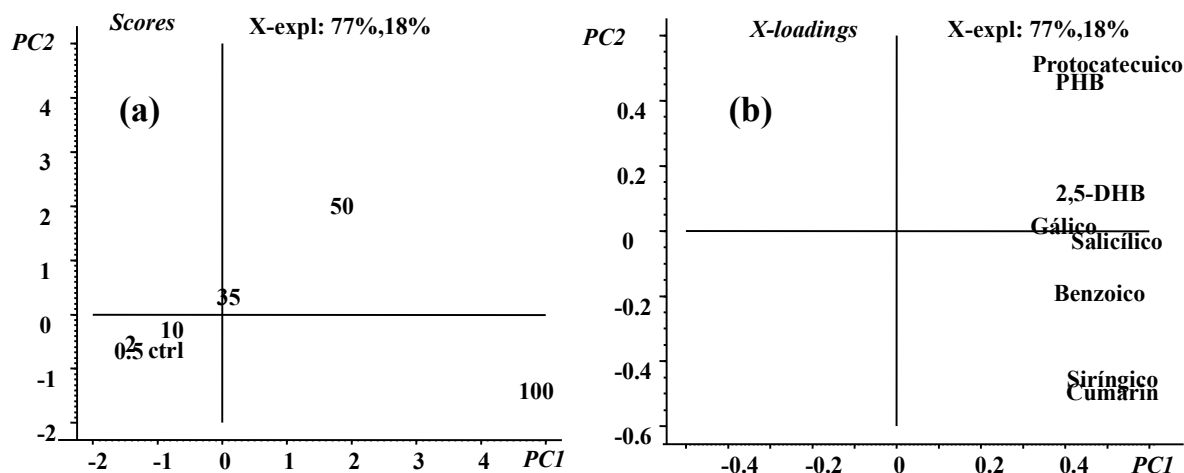 Scores
X-expl: 77%,18%
PC2
4
3
2
1
0
-1
-2
(a)
50
35
10
2
0.5 ctrl
100
-2 -1 0 1 2 3 4 PC1
X-loadings
X-expl: 77%,18%
PC2
0.4
0.2
0
-0.2
-0.4
-0.6
(b)
Protocatecuico
PHB
2,5-DHB
Gálico
Salicílico
Benzoico
Siríngico
Cumarin
-0.4 -0.2 0 0.2 0.4 PC1